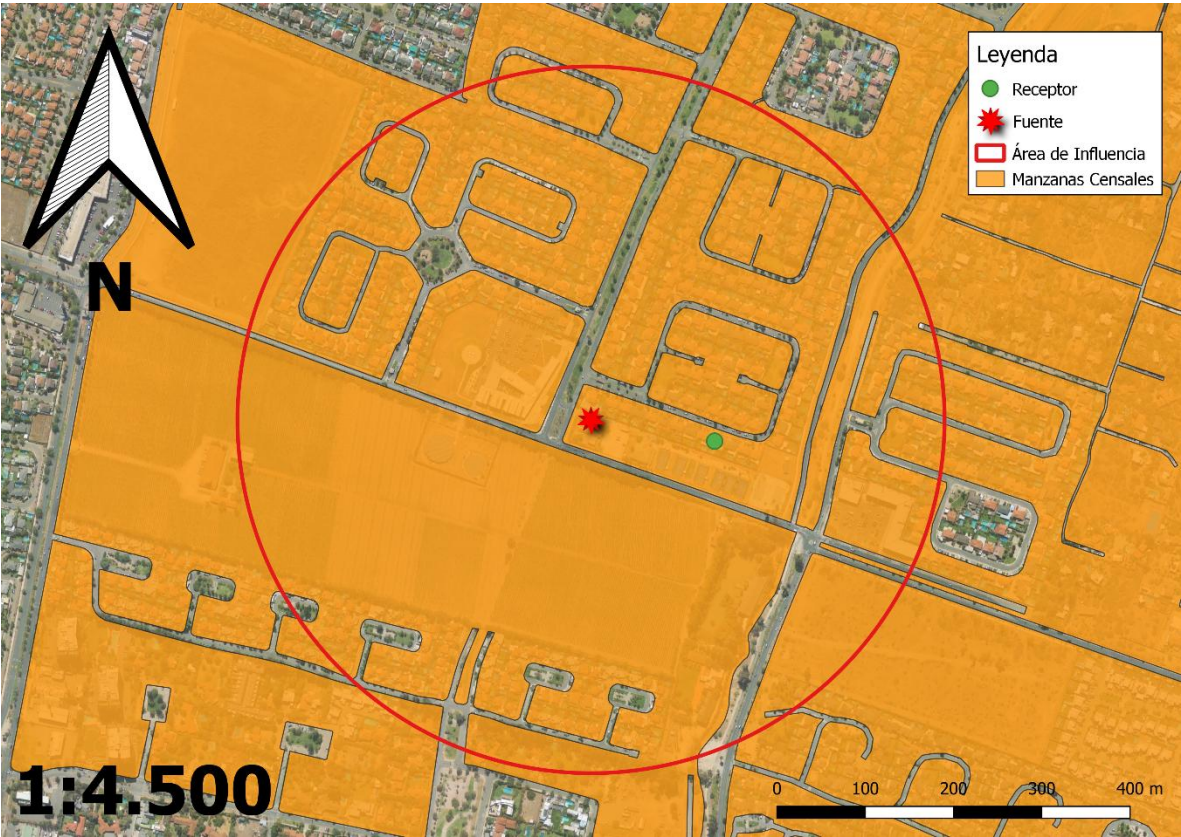 Leyenda
Receptor
Fuente
Área de Influencia
Manzanas Censales
N
1:4.500
0 100 200 300 400 m